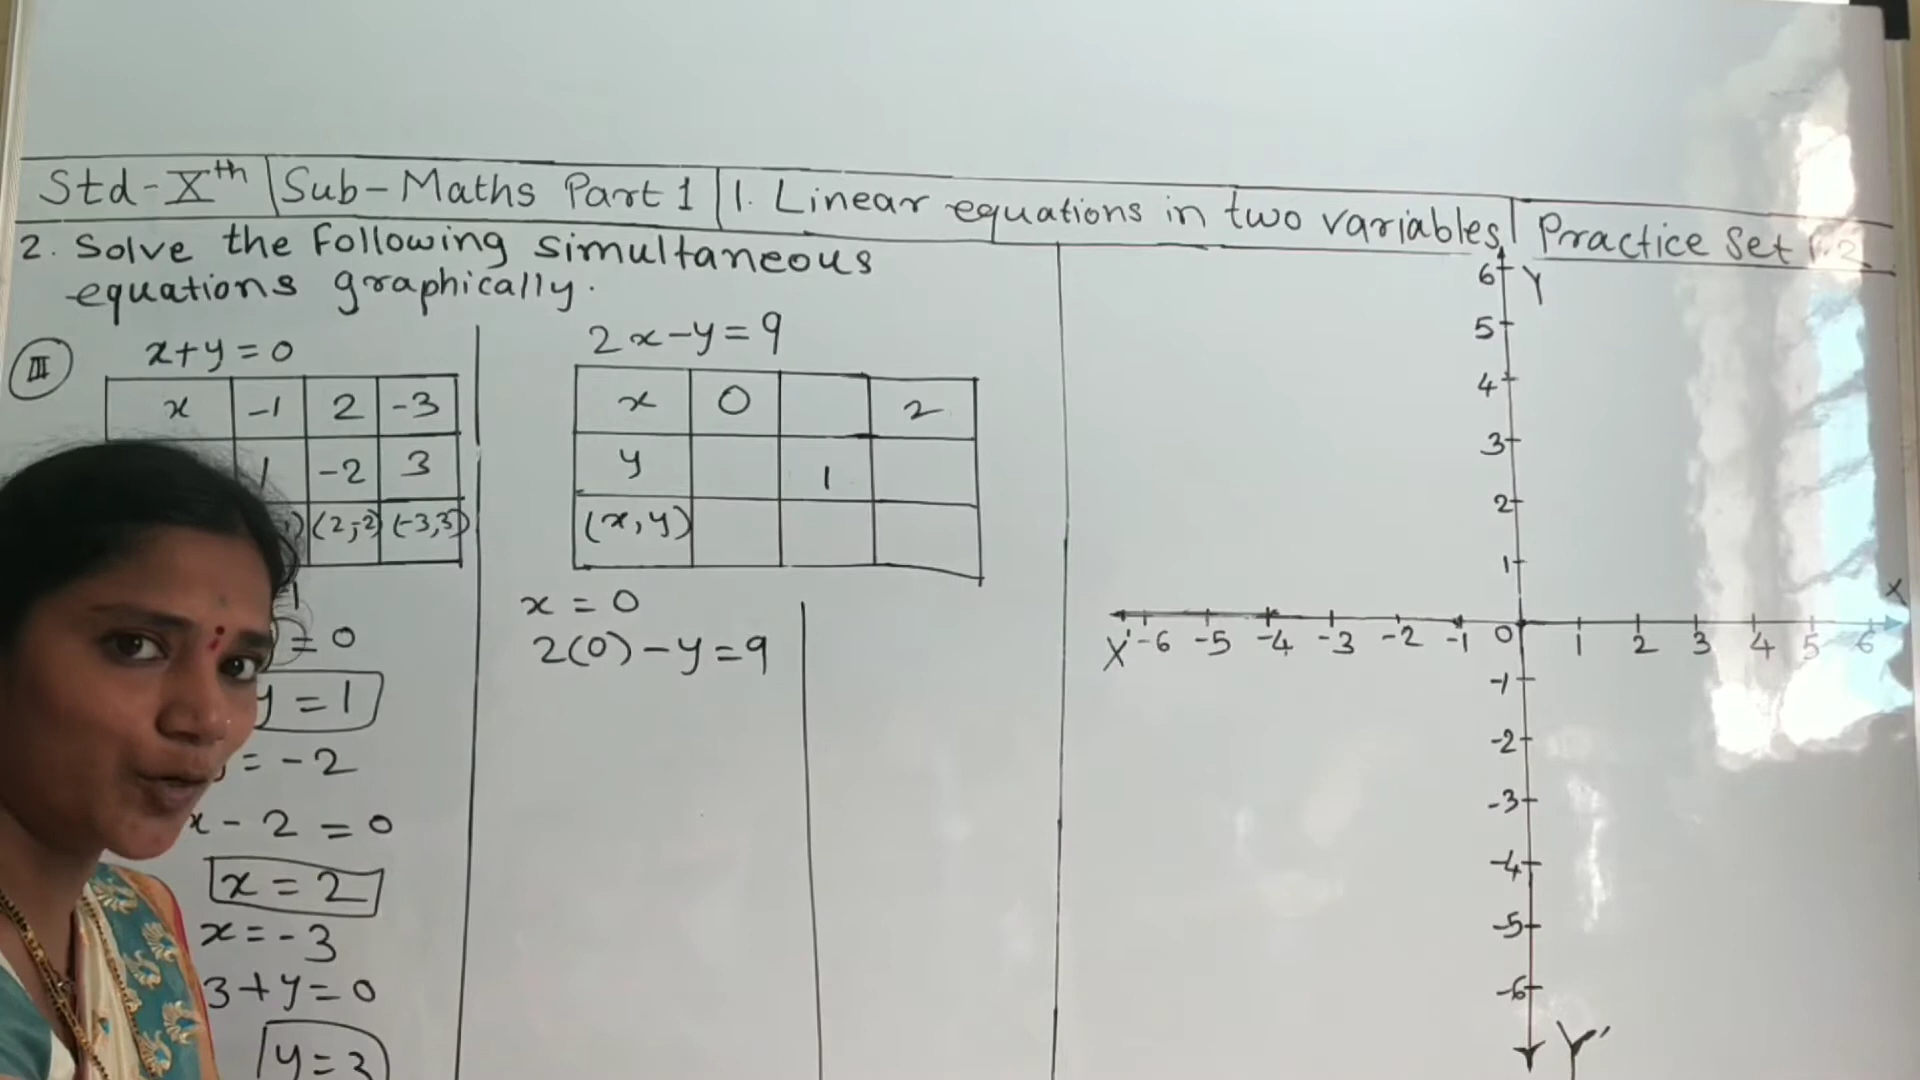 Std-Xth Sub-Maths Part 1 1. Linear equations in two variables Practice Set 1.2
2. Solve the Following simultaneous
equations graphically.
III
x+y=0
x -1 2 -3
1 -2 3
(2,-2) (-3,3)
1
=0
y=1
=-2
x-2=0
x=2
x=-3
3+y=0
y=3
2x-y=9
x 0 2
y 1
(x,y)
x=0
2(0)-y=9
6 Y
5
4
3
2
1
X
X' -6 -5 -4 -3 -2 -1 0 1 2 3 4 5 6
-1
-2
-3
-4
-5
-6
Y'